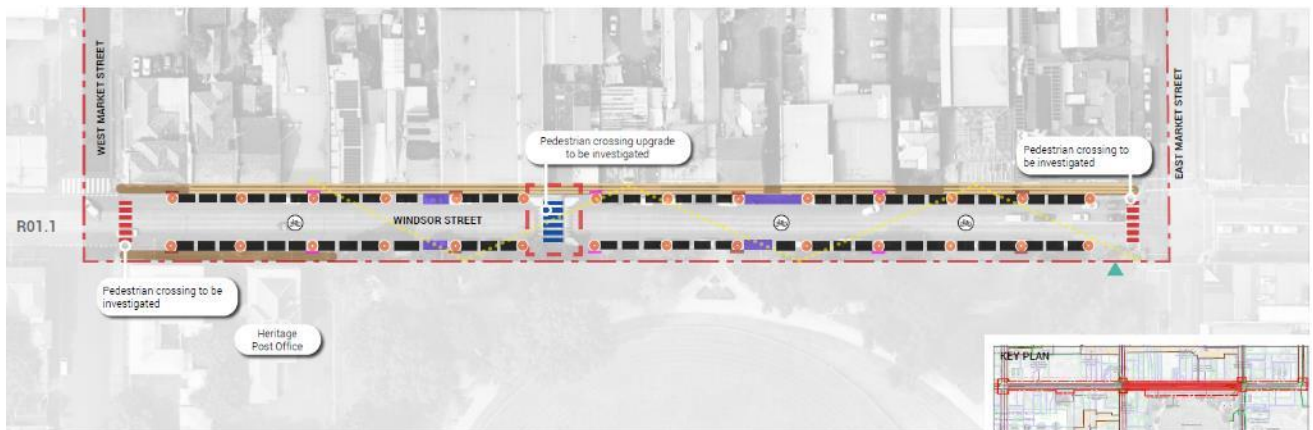 WEST MARKET STREET
EAST MARKET STREET
Pedestrian crossing upgrade
to be investigated
Pedestrian crossing to
be investigated
R01.1
WINDSOR STREET
Pedestrian crossing to be
investigated
Heritage
Post Office
KEY PLAN